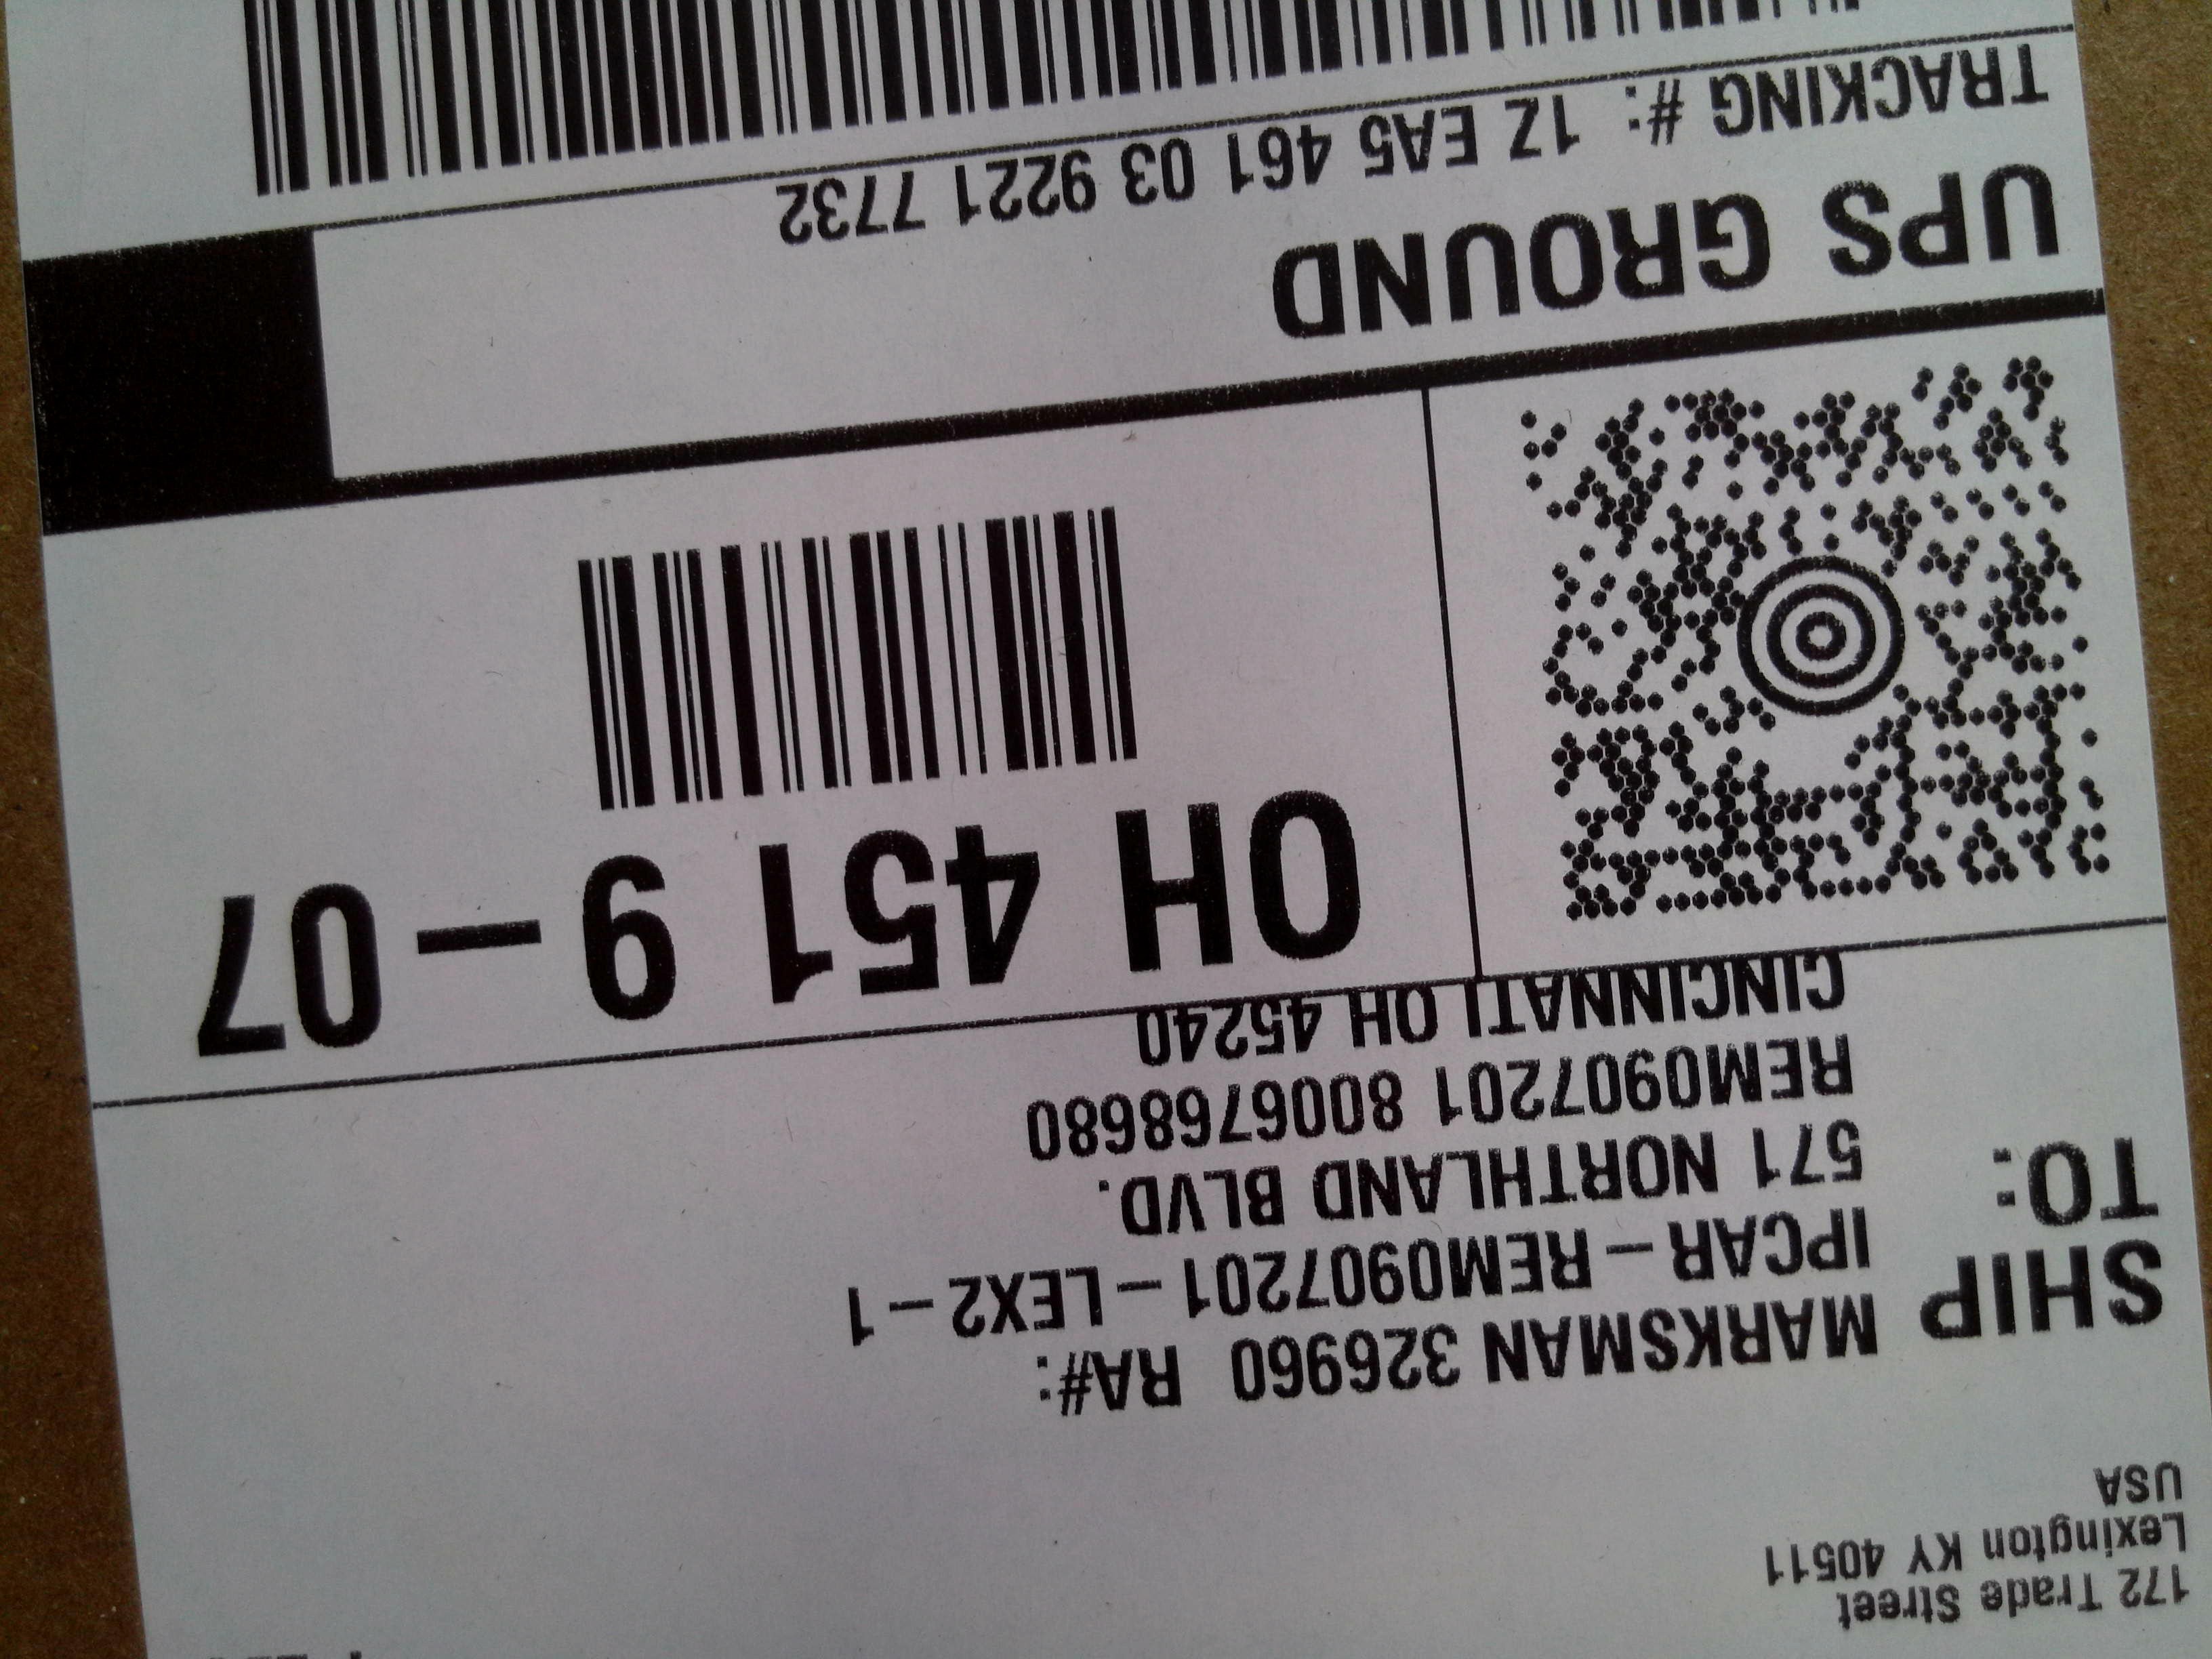 172 Trade Street
Lexington KY 40511
USA
SHIP
TO:
MARKSMAN 326960 RA#:
IPCAR - REM0907201 - LEX2 - 1
571 NORTHLAND BLVD.
REM0907201 8006768680
CINCINNATI OH 45240
OH 451 9 - 07
UPS GROUND
TRACKING #: 1Z EA5 461 03 9221 7732